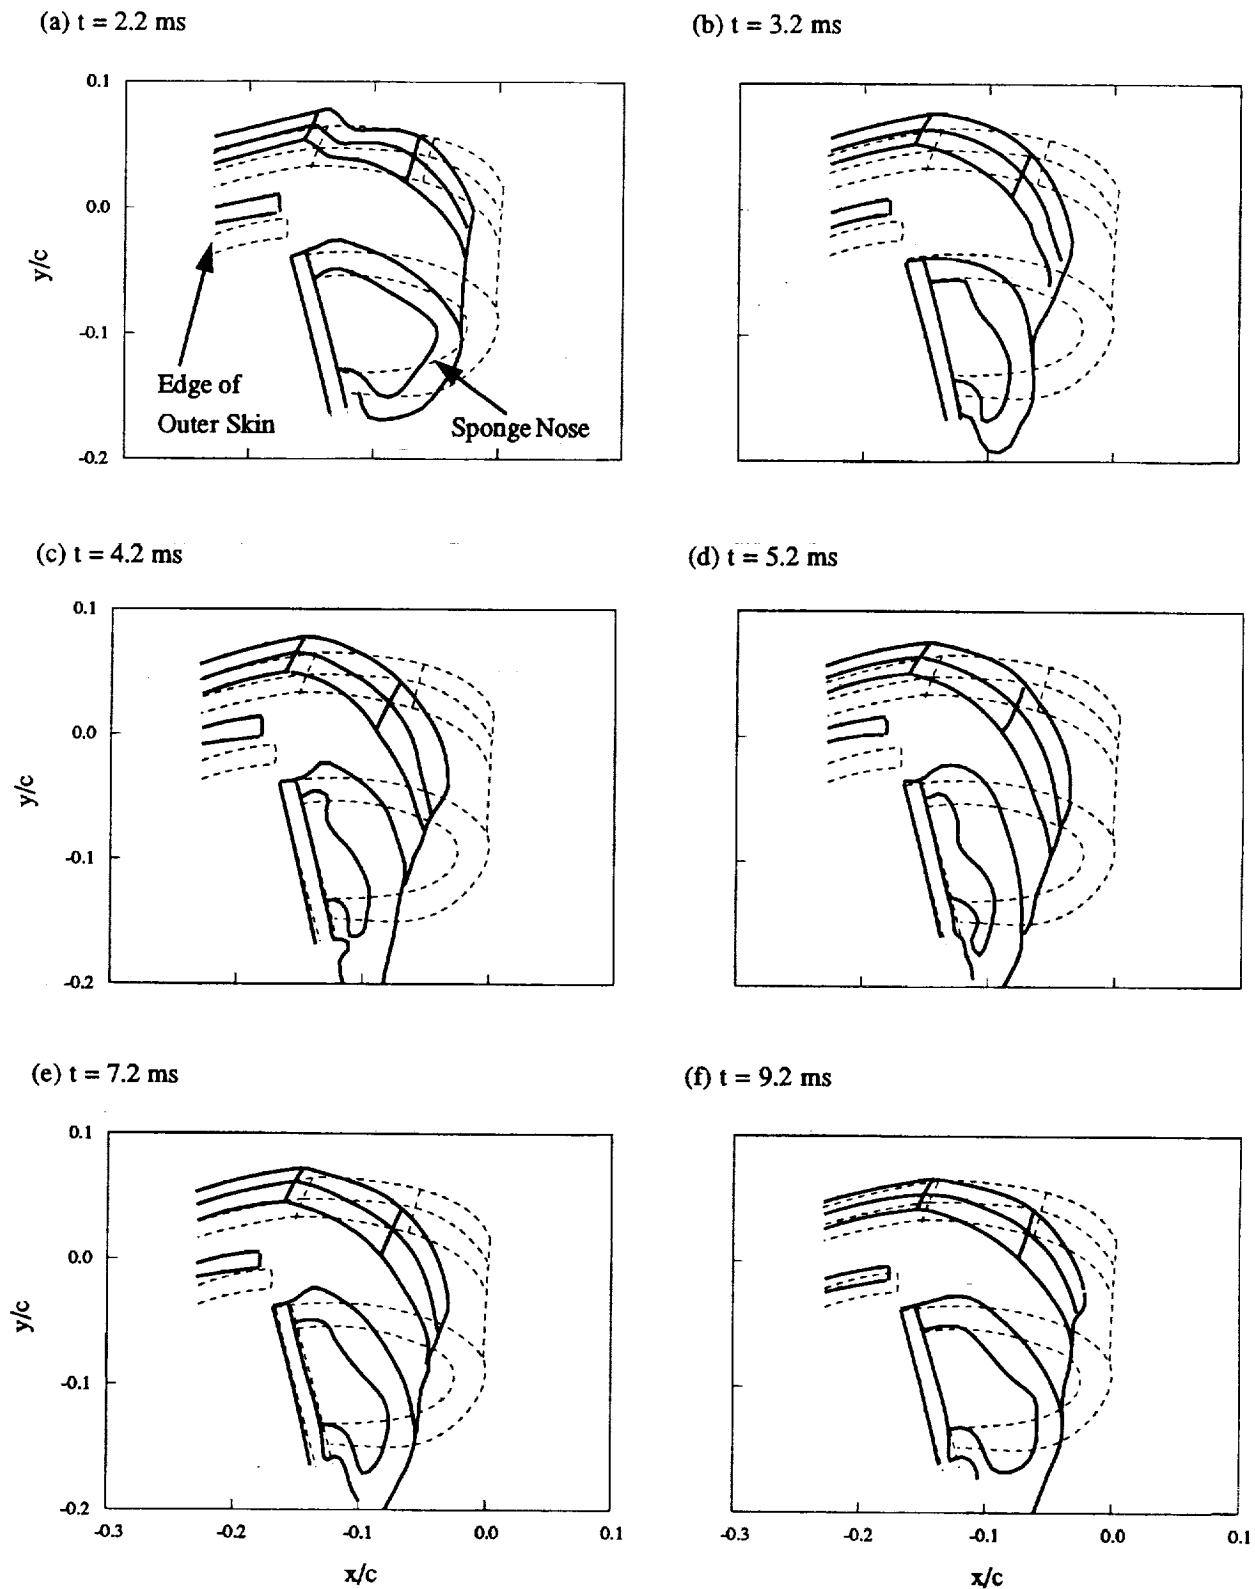 (a) t = 2.2 ms
(b) t = 3.2 ms
0.1
0.0
-0.1
-0.2
y/c
Edge of
Outer Skin
Sponge Nose
(c) t = 4.2 ms
(d) t = 5.2 ms
0.1
0.0
-0.1
-0.2
y/c
(e) t = 7.2 ms
(f) t = 9.2 ms
0.1
0.0
-0.1
-0.2
y/c
-0.3 -0.2 -0.1 0.0 0.1
-0.3 -0.2 -0.1 0.0 0.1
x/c
x/c